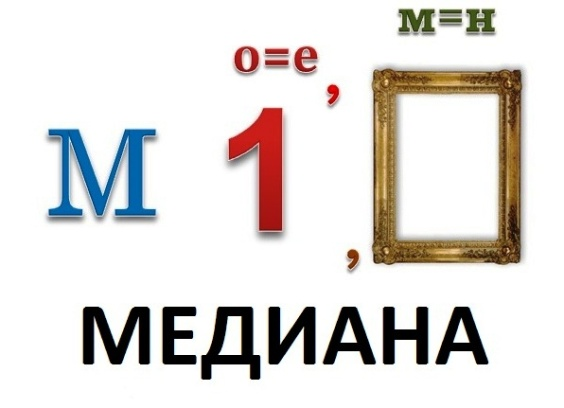 м=н
о=е
М 1 , ,
МЕДИАНА